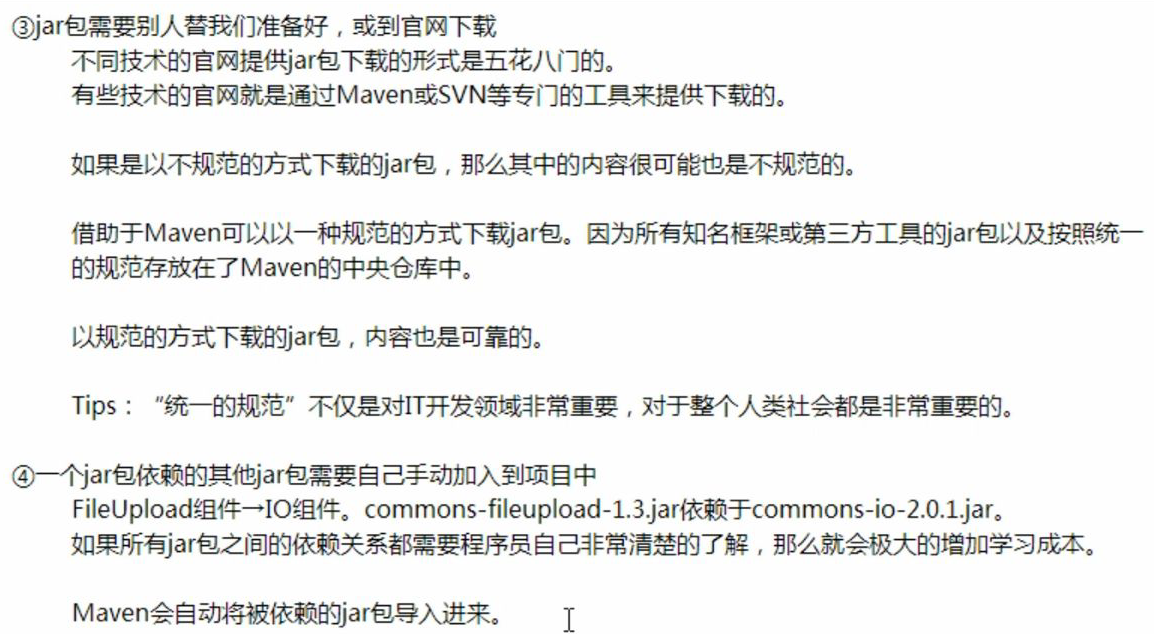 ③jar包需要别人替我们准备好，或到官网下载
不同技术的官网提供jar包下载的形式是五花八门的。
有些技术的官网就是通过Maven或SVN等专门的工具来提供下载的。
如果是以不规范的方式下载的jar包，那么其中的内容很可能也是不规范的。
借助于Maven可以以一种规范的方式下载jar包。因为所有知名框架或第三方工具的jar包以及按照统一
的规范存放在了Maven的中央仓库中。
以规范的方式下载的jar包，内容也是可靠的。
Tips：“统一的规范”不仅是对IT开发领域非常重要，对于整个人类社会都是非常重要的。
④一个jar包依赖的其他jar包需要自己手动加入到项目中
FileUpload组件→IO组件。commons-fileupload-1.3.jar依赖于commons-io-2.0.1.jar。
如果所有jar包之间的依赖关系都需要程序员自己非常清楚的了解，那么就会极大的增加学习成本。
Maven会自动将被依赖的jar包导入进来。